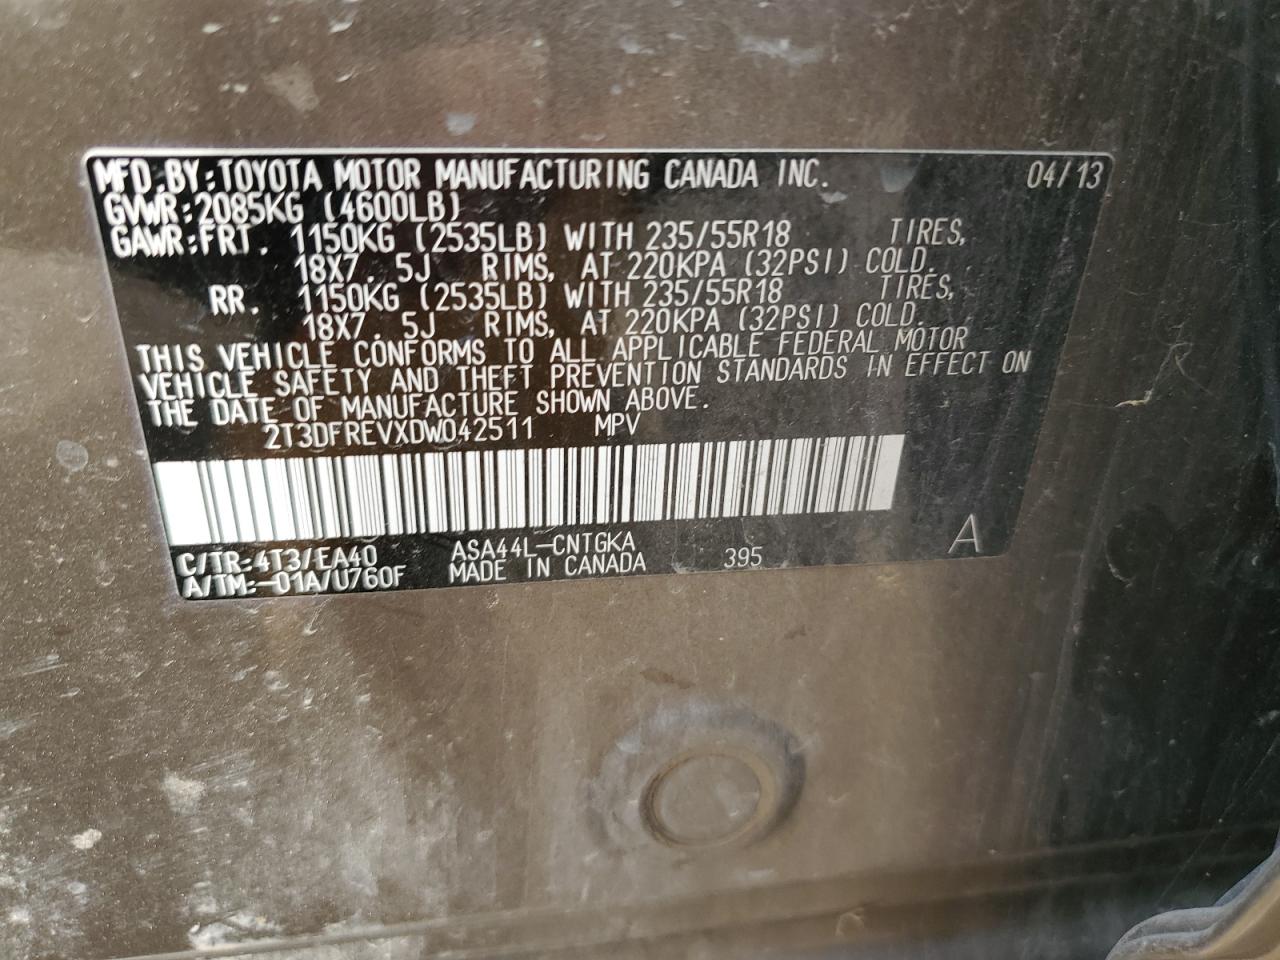 MFD.BY:TOYOTA MOTOR MANUFACTURING CANADA INC. 04/13
GVWR:2085KG (4600LB)
GAWR:FRT. 1150KG (2535LB) WITH 235/55R18 TIRES,
18X7.5J RIMS, AT 220KPA (32PSI) COLD.
RR. 1150KG (2535LB) WITH 235/55R18 TIRES,
18X7.5J RIMS, AT 220KPA (32PSI) COLD.
THIS VEHICLE CONFORMS TO ALL APPLICABLE FEDERAL MOTOR
VEHICLE SAFETY AND THEFT PREVENTION STANDARDS IN EFFECT ON
THE DATE OF MANUFACTURE SHOWN ABOVE.
2T3DFREVXDW042511 MPV
C/TR:4T3/EA40 ASA44L-CNTGKA 395 A
A/TM:-01A/U760F MADE IN CANADA